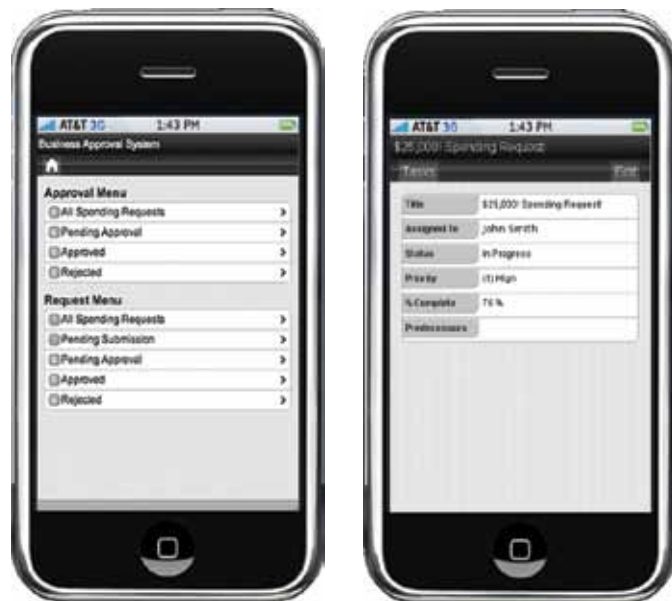 AT&T 3G 1:43 PM
Business Approval System
Approval Menu
All Spending Requests
Pending Approval
Approved
Rejected
Request Menu
All Spending Requests
Pending Submission
Pending Approval
Approved
Rejected
AT&T 3G 1:43 PM
$25,000! Spending Request
Tasks Edit
Title $25,000! Spending Request!
Assigned to John Smith
Status In Progress
Priority (1) High
% Complete 75 %
Predecessors